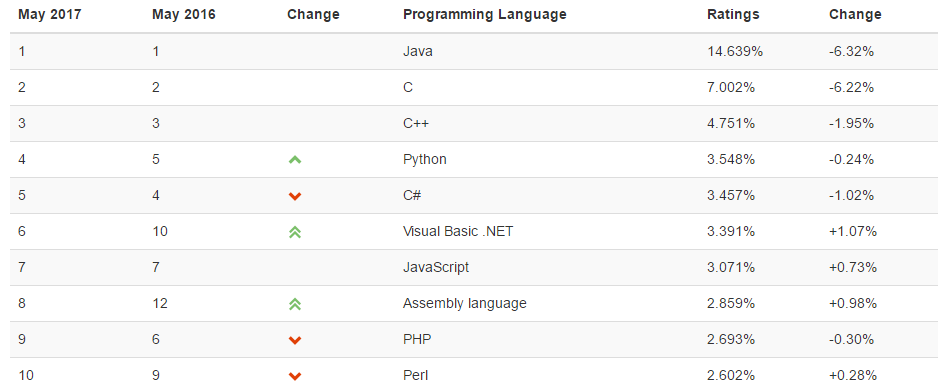 May 2017 May 2016 Change Programming Language Ratings Change
1 1 Java 14.639% -6.32%
2 2 C 7.002% -6.22%
3 3 C++ 4.751% -1.95%
4 5 Python 3.548% -0.24%
5 4 C# 3.457% -1.02%
6 10 Visual Basic .NET 3.391% +1.07%
7 7 JavaScript 3.071% +0.73%
8 12 Assembly language 2.859% +0.98%
9 6 PHP 2.693% -0.30%
10 9 Perl 2.602% +0.28%